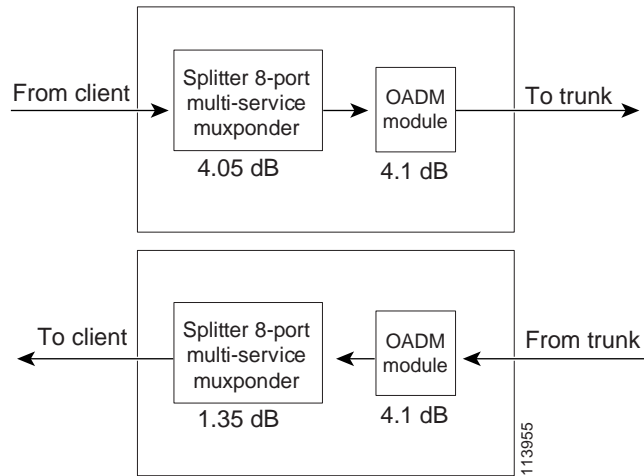 From client
Splitter 8-port
multi-service
muxponder
4.05 dB
OADM
module
4.1 dB
To trunk
To client
Splitter 8-port
multi-service
muxponder
1.35 dB
OADM
module
4.1 dB
From trunk
113955